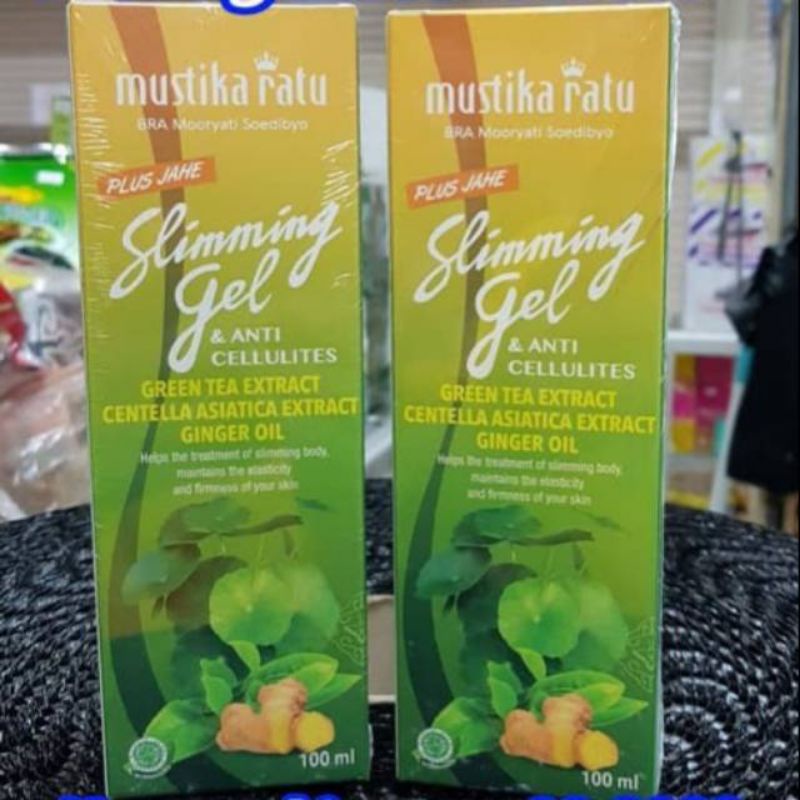 mustika ratu
BRA Mooryati Soedibyo
PLUS JAHE
Slimming
Gel
& ANTI
CELLULITES
GREEN TEA EXTRACT
CENTELLA ASIATICA EXTRACT
GINGER OIL
Helps the treatment of slimming body,
maintains the elasticity
and firmness of your skin
100 ml
mustika ratu
BRA Mooryati Soedibyo
PLUS JAHE
Slimming
Gel
& ANTI
CELLULITES
GREEN TEA EXTRACT
CENTELLA ASIATICA EXTRACT
GINGER OIL
Helps the treatment of slimming body,
maintains the elasticity
and firmness of your skin
100 ml